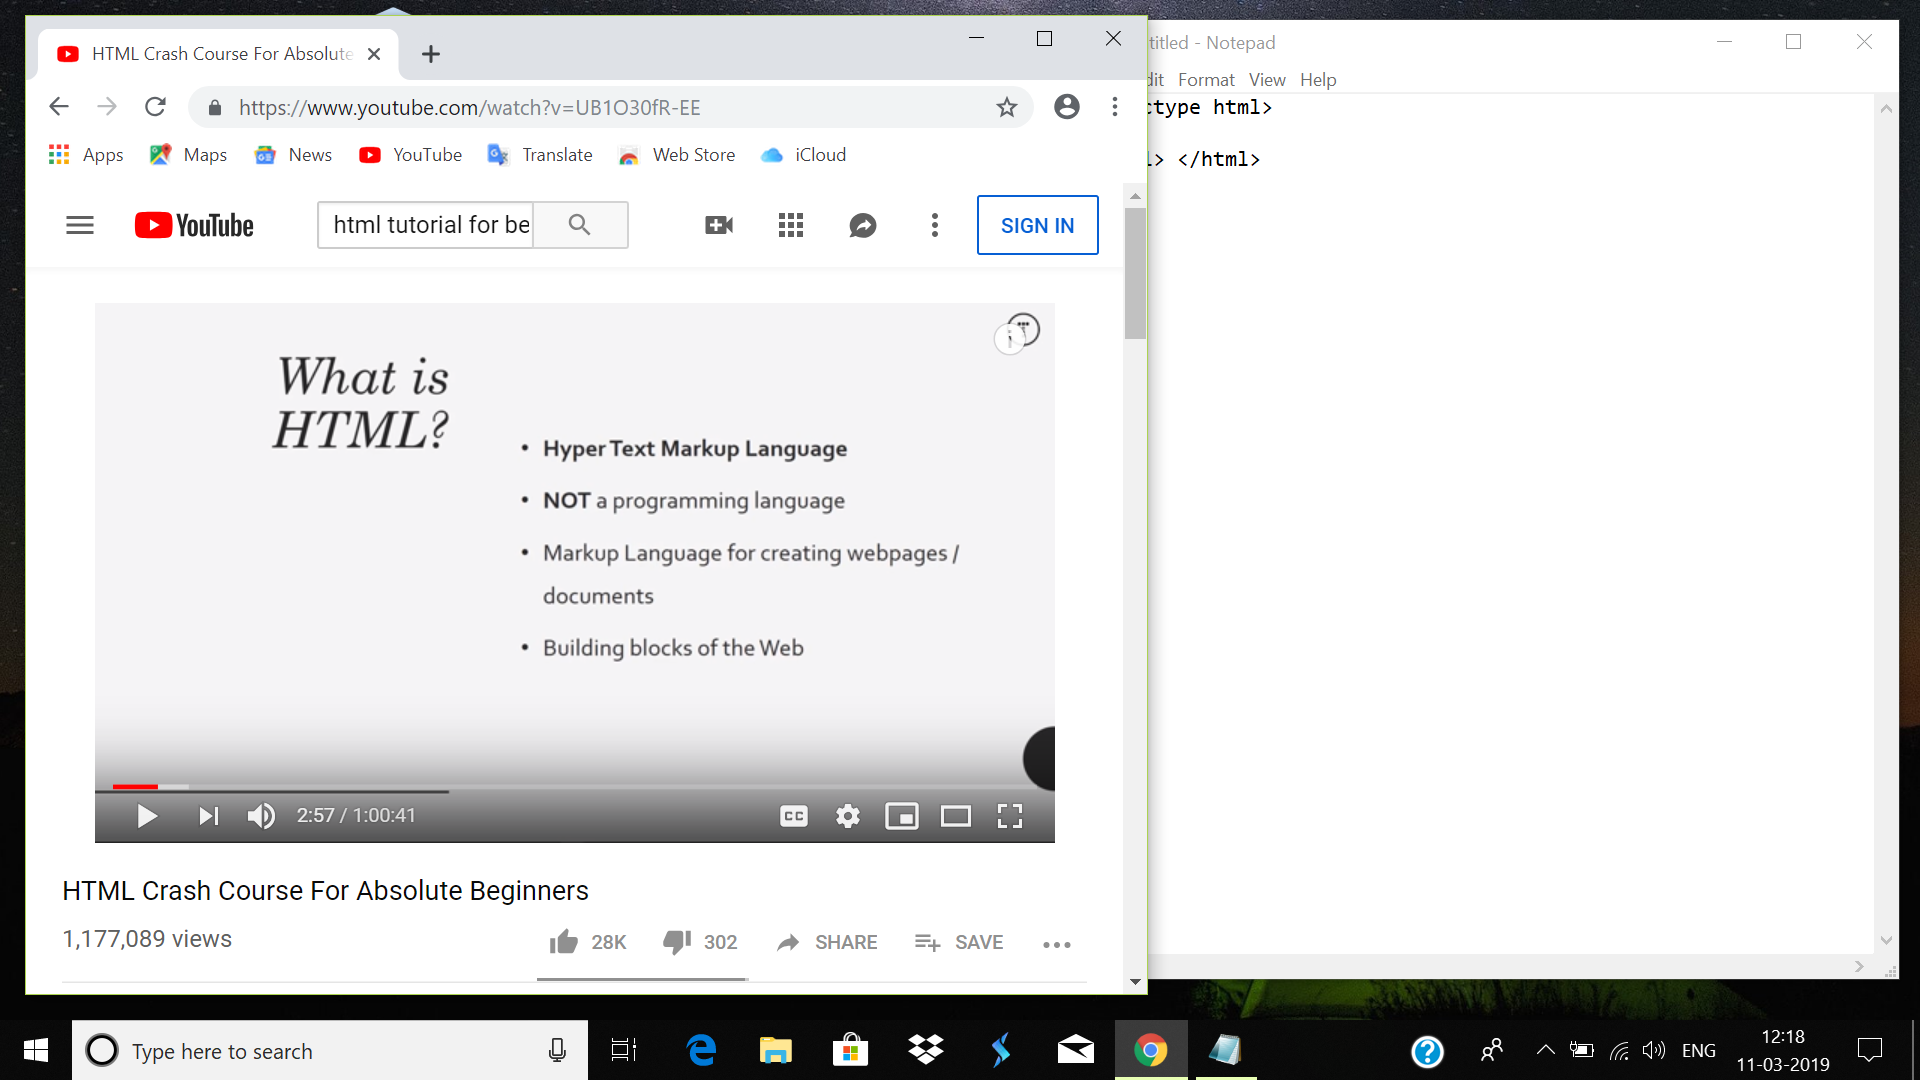 HTML Crash Course For Absolute
https://www.youtube.com/watch?v=UB1O30fR-EE
Apps Maps News YouTube Translate Web Store iCloud
YouTube html tutorial for be SIGN IN
What is
HTML?
• Hyper Text Markup Language
• NOT a programming language
• Markup Language for creating webpages /
documents
• Building blocks of the Web
2:57 / 1:00:41 CC
HTML Crash Course For Absolute Beginners
1,177,089 views 28K 302 SHARE SAVE
titled - Notepad
dit Format View Help
ctype html>
l> </html>
Type here to search
ENG
12:18
11-03-2019